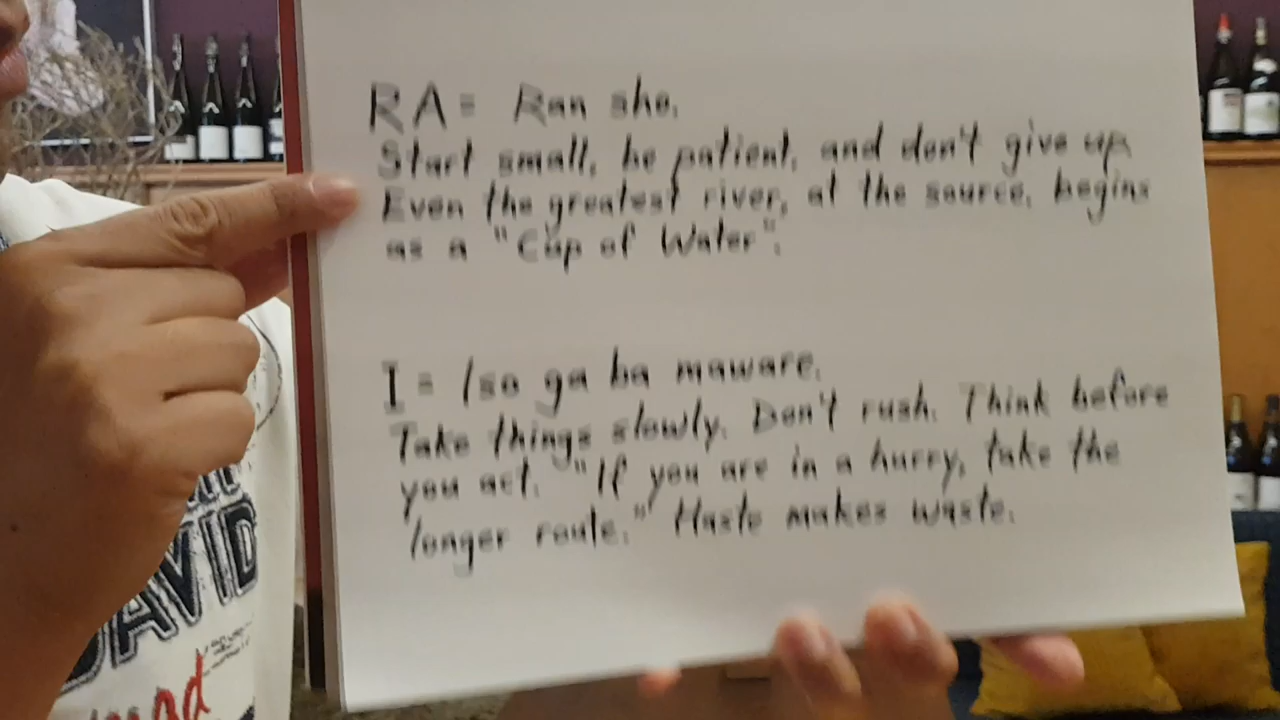 RA = Ran sho.
Start small, be patient, and don't give up
Even the greatest river, at the source, begins
as a "Cup of Water".
I = Iso ga ba maware.
Take things slowly. Don't rush. Think before
you act. "If you are in a hurry, take the
longer route." Haste makes waste.
DAVID